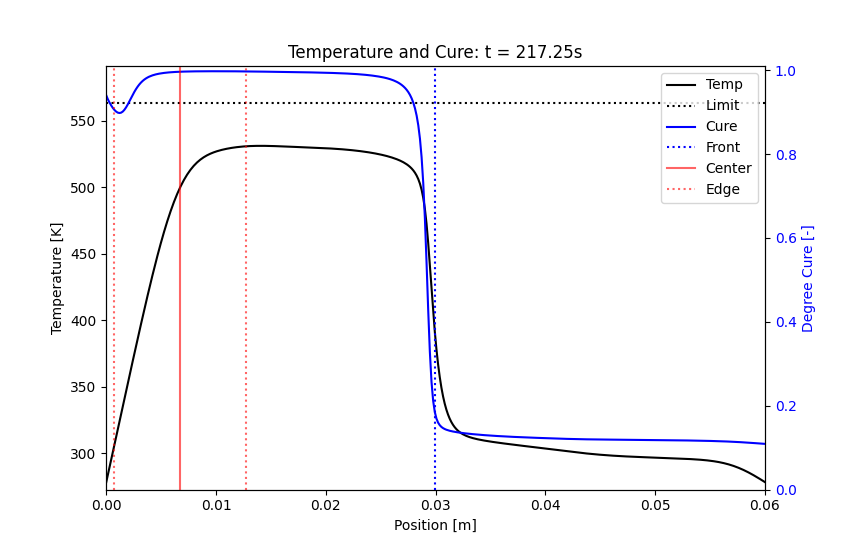 Temperature and Cure: t = 217.25s
Temp
Limit
Cure
Front
Center
Edge
Temperature [K]
550
500
450
400
350
300
1.0
0.8
0.6
0.4
0.2
0.0
Degree Cure [-]
0.00 0.01 0.02 0.03 0.04 0.05 0.06
Position [m]